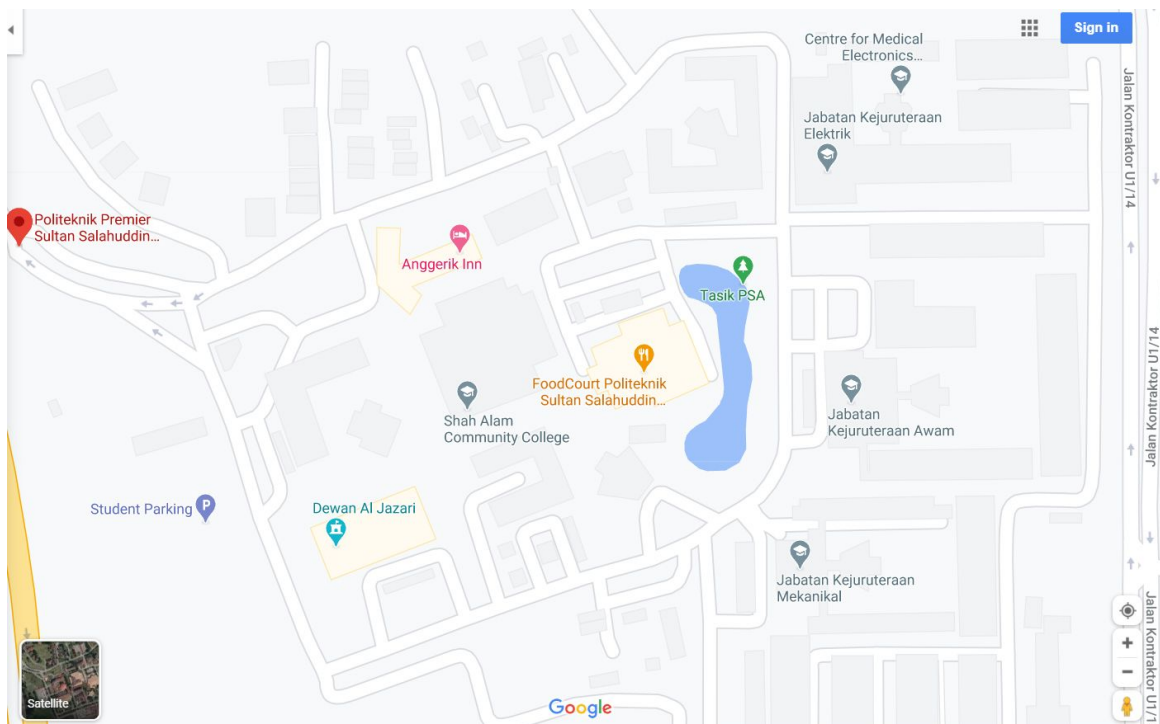 Sign in
Centre for Medical
Electronics...
Jalan Kontraktor U1/14
Jabatan Kejuruteraan
Elektrik
Politeknik Premier
Sultan Salahuddin...
Anggerik Inn
Tasik PSA
Jalan Kontraktor U1/14
FoodCourt Politeknik
Sultan Salahuddin...
Shah Alam
Community College
Jabatan
Kejuruteraan Awam
Student Parking
P
Dewan Al Jazari
Jabatan Kejuruteraan
Mekanikal
Jalan Kontraktor U1/1
Satellite
Google